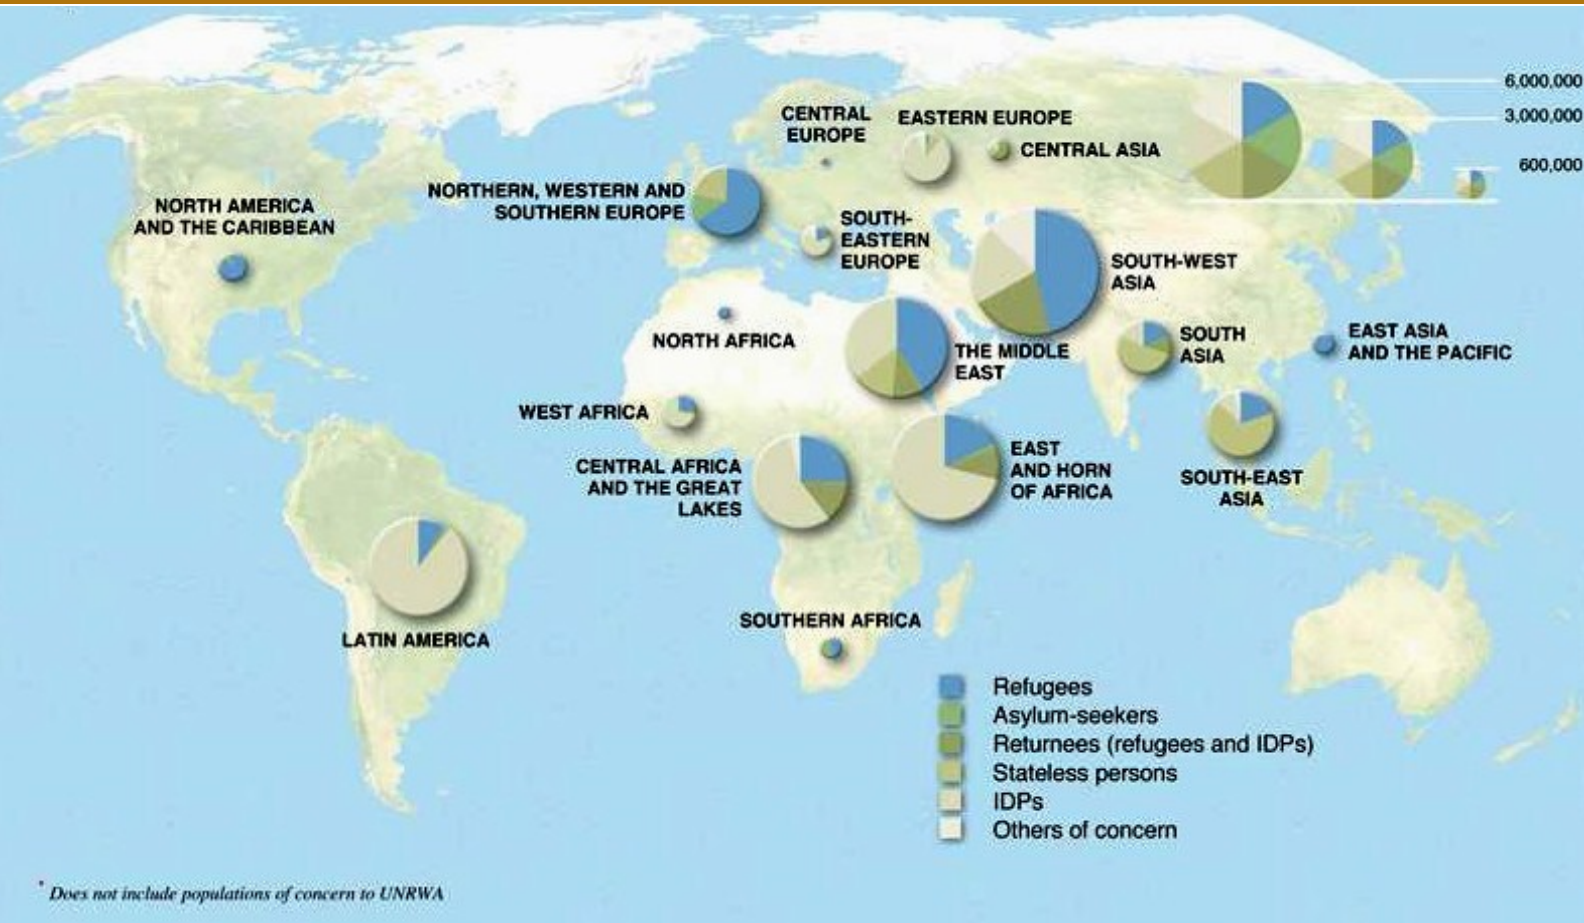 6,000,000
3,000,000
600,000
CENTRAL
EUROPE
EASTERN EUROPE
CENTRAL ASIA
NORTHERN, WESTERN AND
SOUTHERN EUROPE
NORTH AMERICA
AND THE CARIBBEAN
SOUTH-
EASTERN
EUROPE
SOUTH-WEST
ASIA
NORTH AFRICA
THE MIDDLE
EAST
SOUTH
ASIA
EAST ASIA
AND THE PACIFIC
WEST AFRICA
CENTRAL AFRICA
AND THE GREAT
LAKES
EAST
AND HORN
OF AFRICA
SOUTH-EAST
ASIA
LATIN AMERICA
SOUTHERN AFRICA
Refugees
Asylum-seekers
Returnees (refugees and IDPs)
Stateless persons
IDPs
Others of concern
* Does not include populations of concern to UNRWA